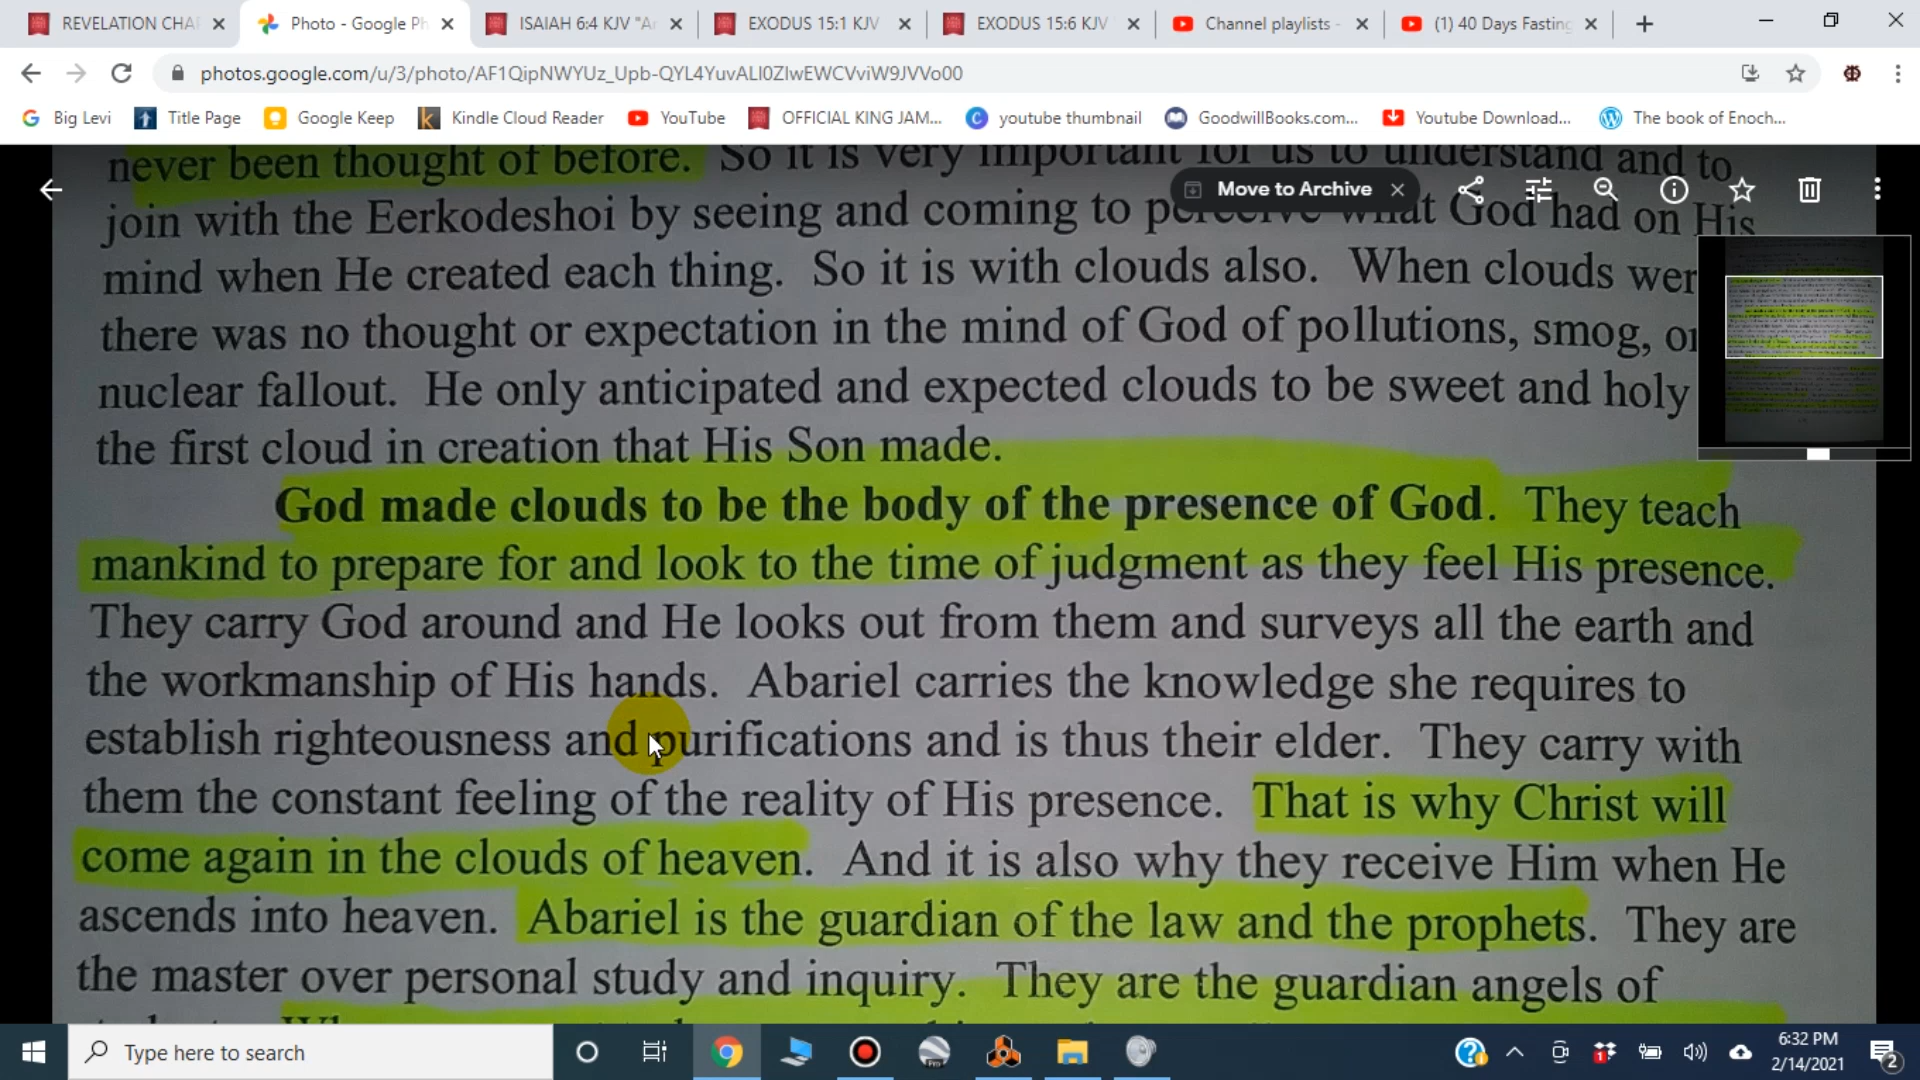 REVELATION CHA
Photo - Google Ph
ISAIAH 6:4 KJV "A
EXODUS 15:1 KJV
EXODUS 15:6 KJV
Channel playlists -
(1) 40 Days Fasting
photos.google.com/u/3/photo/AF1QipNWYUz_Upb-QYL4YuvALI0ZIwEWCVviW9JVVo00
Big Levi
Title Page
Google Keep
Kindle Cloud Reader
YouTube
OFFICIAL KING JAM...
youtube thumbnail
GoodwillBooks.com...
Youtube Download...
The book of Enoch...
Move to Archive
never been thought of before. So it is very important for us to understand and to
join with the Eerkodeshoi by seeing and coming to perceive what God had on His
mind when He created each thing. So it is with clouds also. When clouds wer
there was no thought or expectation in the mind of God of pollutions, smog, or
nuclear fallout. He only anticipated and expected clouds to be sweet and holy
the first cloud in creation that His Son made.
God made clouds to be the body of the presence of God. They teach
mankind to prepare for and look to the time of judgment as they feel His presence.
They carry God around and He looks out from them and surveys all the earth and
the workmanship of His hands. Abariel carries the knowledge she requires to
establish righteousness and purifications and is thus their elder. They carry with
them the constant feeling of the reality of His presence. That is why Christ will
come again in the clouds of heaven. And it is also why they receive Him when He
ascends into heaven. Abariel is the guardian of the law and the prophets. They are
the master over personal study and inquiry. They are the guardian angels of
Type here to search
6:32 PM
2/14/2021
2